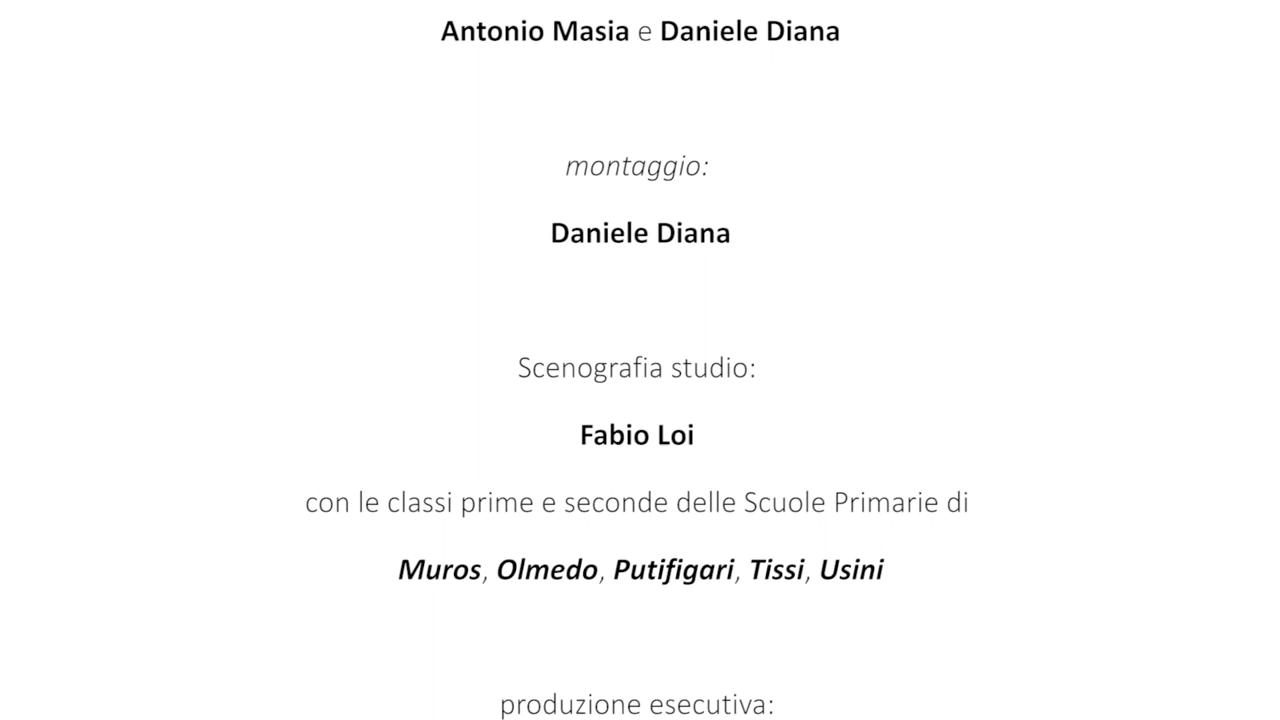 Antonio Masia e Daniele Diana
montaggio:
Daniele Diana
Scenografia studio:
Fabio Loi
con le classi prime e seconde delle Scuole Primarie di
Muros, Olmedo, Putifigari, Tissi, Usini
produzione esecutiva: